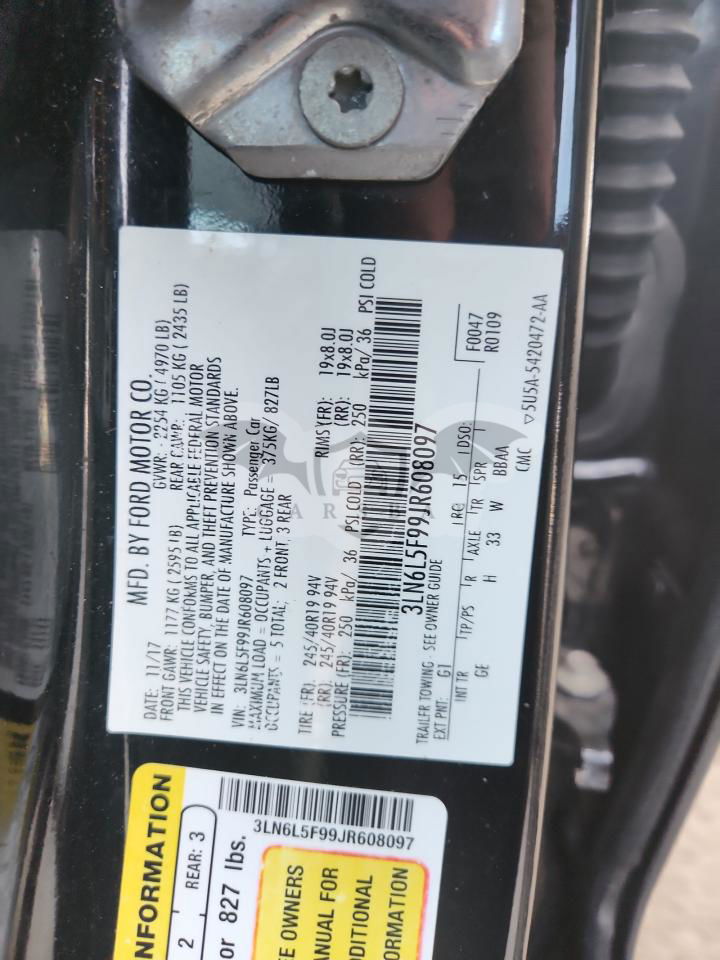 MFD. BY FORD MOTOR CO.
DATE: 11/17 GVWR: 2254 KG ( 4970 LB)
FRONT GAWR: 1177 KG ( 2595 LB) REAR GAWR: 1105 KG ( 2435 LB)
THIS VEHICLE CONFORMS TO ALL APPLICABLE FEDERAL MOTOR
VEHICLE SAFETY, BUMPER, AND THEFT PREVENTION STANDARDS
IN EFFECT ON THE DATE OF MANUFACTURE SHOWN ABOVE.
VIN: 3LN6L5F99JR608097 TYPE: Passenger Car
MAXIMUM LOAD = OCCUPANTS + LUGGAGE = 375KG/ 827LB
OCCUPANTS = 5 TOTAL; 2 FRONT, 3 REAR
TIRE (FR): 245/40R19 94V RIMS(FR): 19x8.0J
(RR): 245/40R19 94V (RR): 19x8.0J
PRESSURE (FR): 250 kPa/ 36 PSI COLD (RR): 250 kPa/ 36 PSI COLD
3LN6L5F99JR608097
TRAILER TOWING - SEE OWNER GUIDE
EXT PNT: G1 RC: 15 DSO: F0047
INT TR TP/PS R AXLE TR SPR R0109
GE H 33 W BBAA
CMC ▽5U5A-5420472-AA
NFORMATION
2 REAR: 3
or 827 lbs.
3LN6L5F99JR608097
EE OWNERS
ANUAL FOR
DDITIONAL
ORMATION